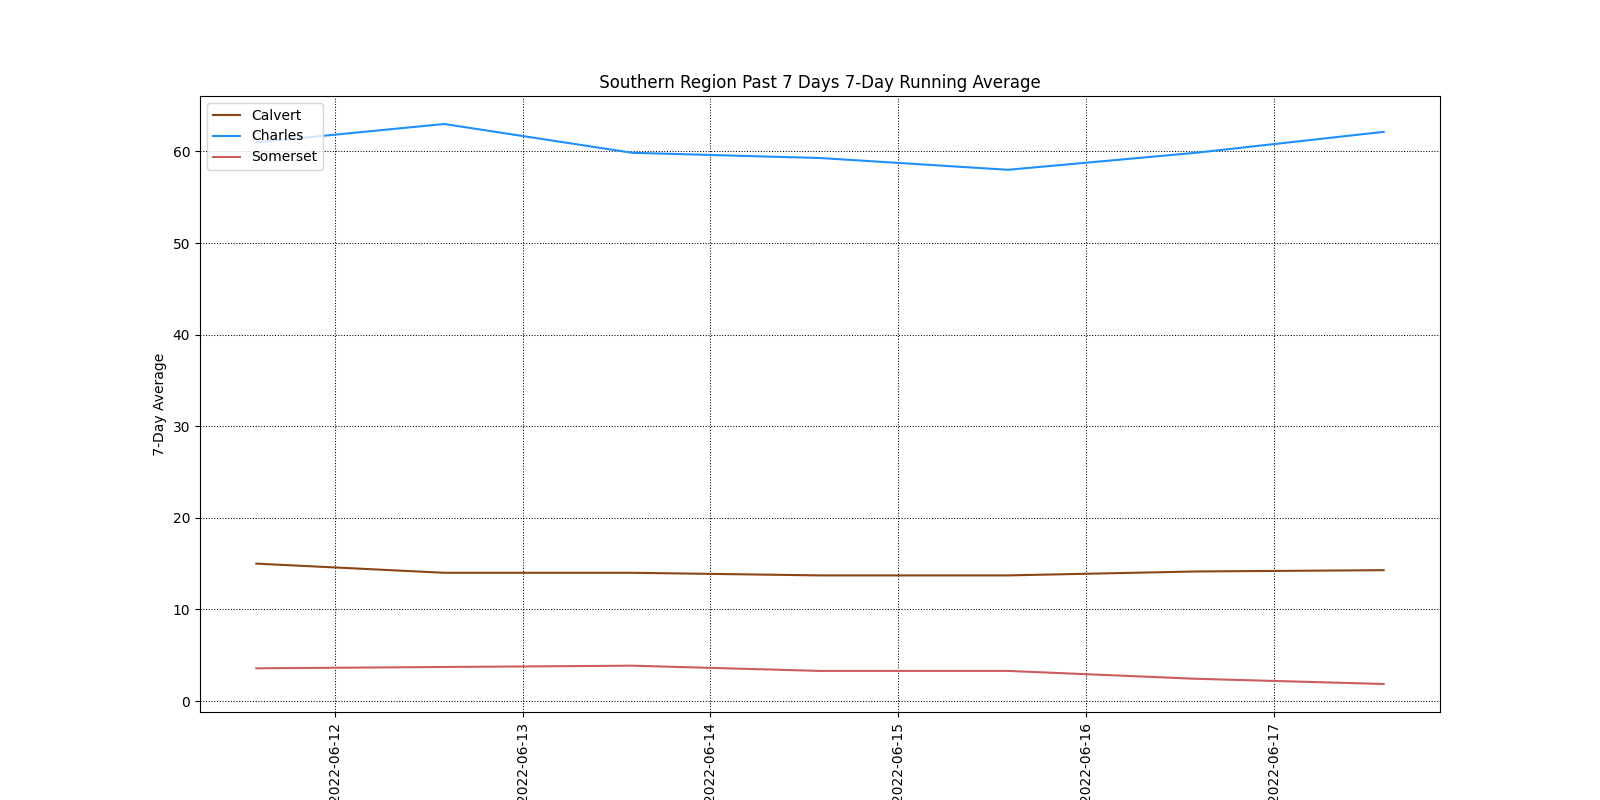 Southern Region Past 7 Days 7-Day Running Average
Calvert
Charles
Somerset
7-Day Average
60
50
40
30
20
10
0
2022-06-12
2022-06-13
2022-06-14
2022-06-15
2022-06-16
2022-06-17